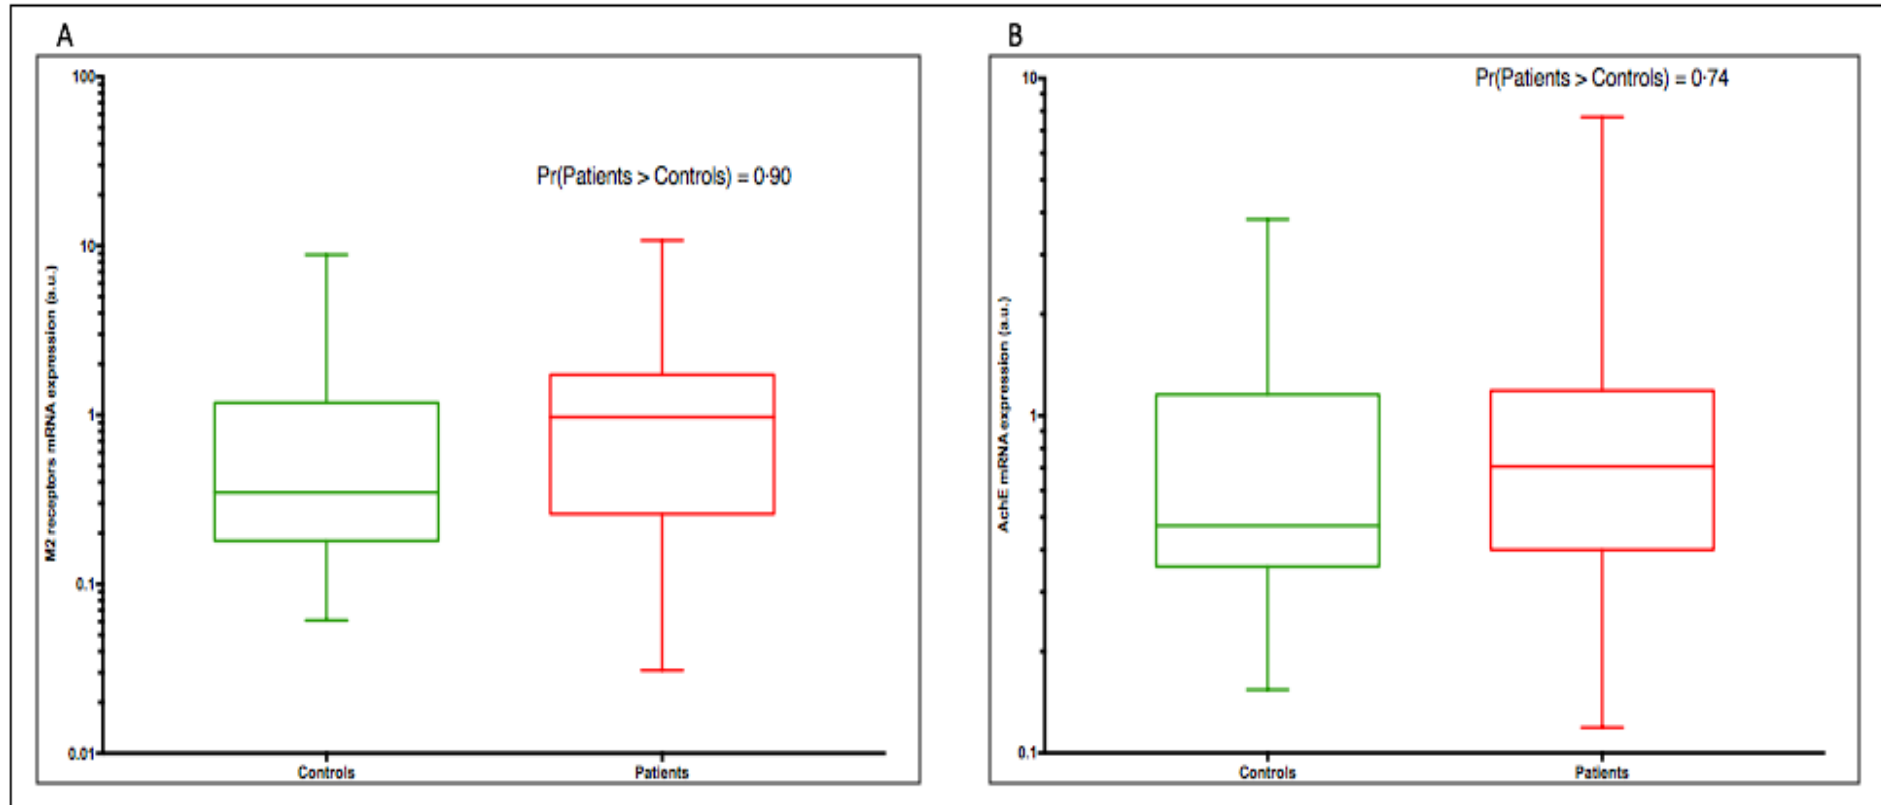 A
Pr(Patients > Controls) = 0·90
M2 receptors mRNA expression (a.u.)
100
10
1
0.1
0.01
Controls
Patients
B
Pr(Patients > Controls) = 0·74
AchE mRNA expression (a.u.)
10
1
0.1
Controls
Patients